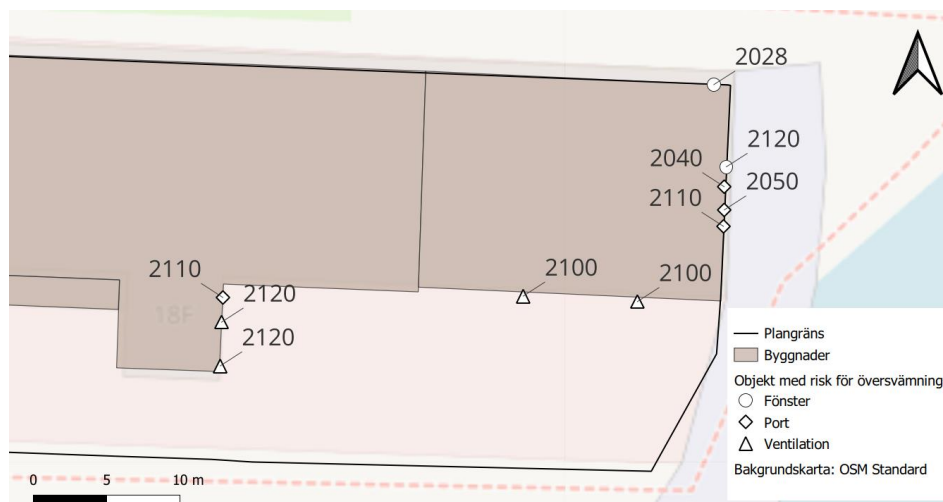 2028
2120
2040
2050
2110
2110
2100
2100
2120
18F
2120
Plangräns
Byggnader
Objekt med risk för översvämning
Fönster
Port
Ventilation
Bakgrundskarta: OSM Standard
0 5 10 m